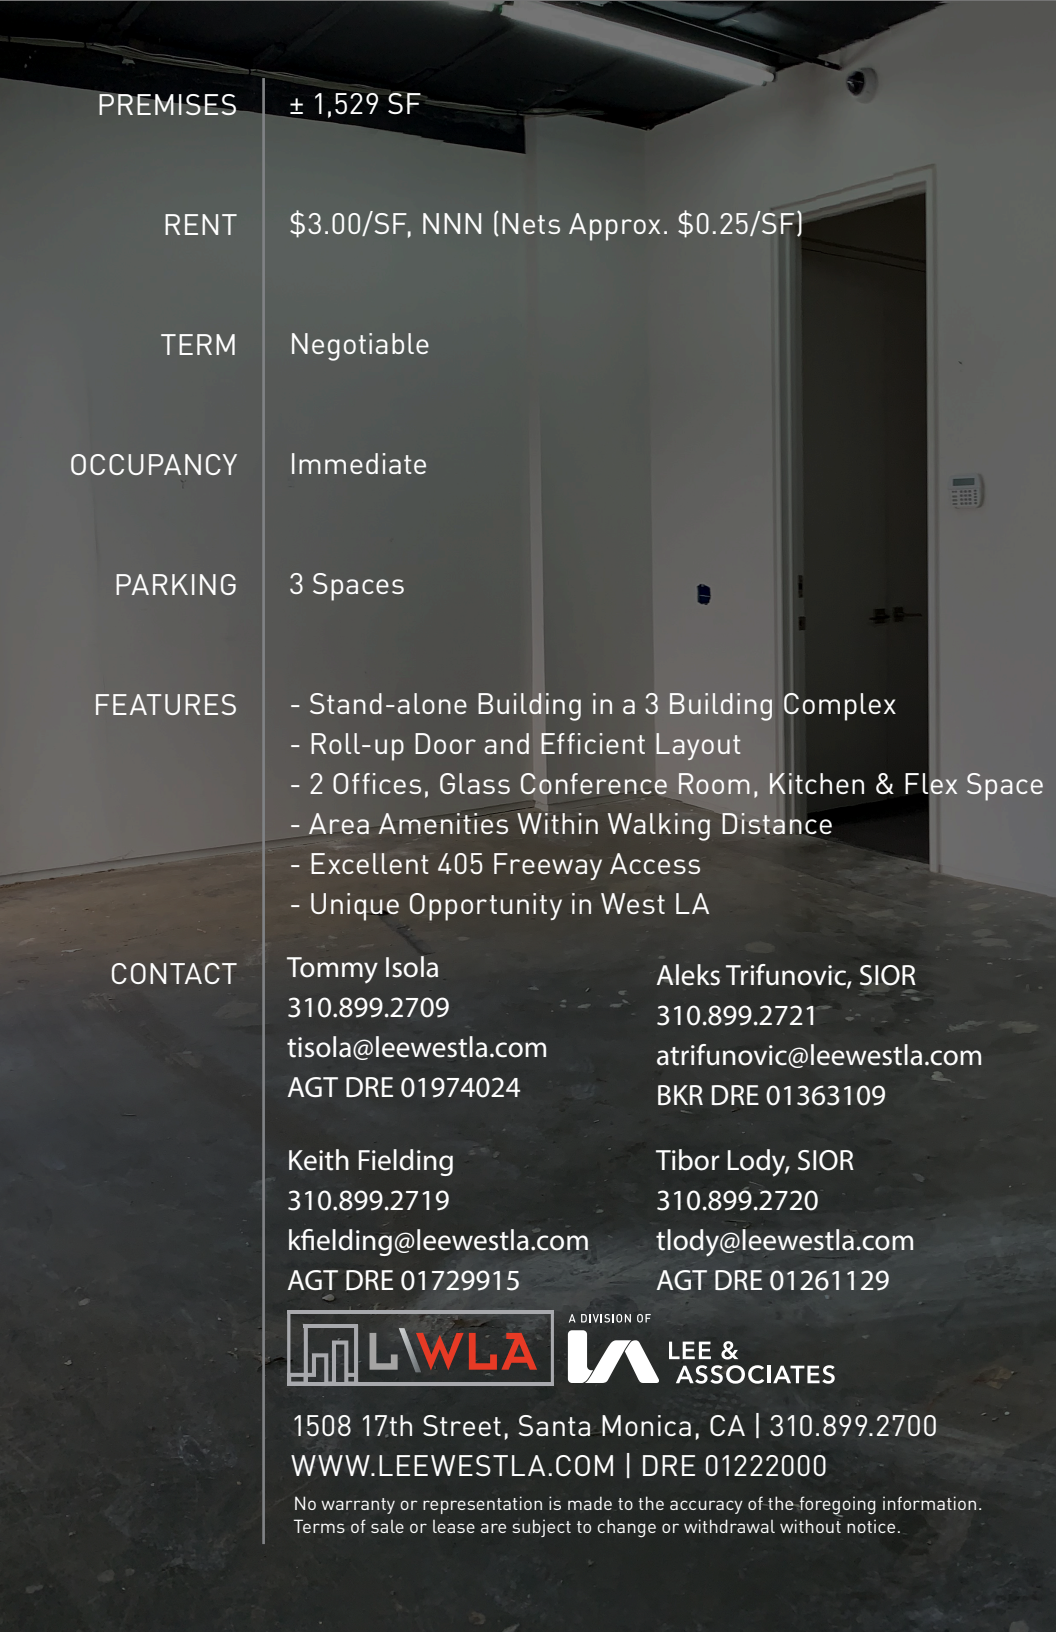 PREMISES ± 1,529 SF
RENT $3.00/SF, NNN (Nets Approx. $0.25/SF)
TERM Negotiable
OCCUPANCY Immediate
PARKING 3 Spaces
FEATURES - Stand-alone Building in a 3 Building Complex
- Roll-up Door and Efficient Layout
- 2 Offices, Glass Conference Room, Kitchen & Flex Space
- Area Amenities Within Walking Distance
- Excellent 405 Freeway Access
- Unique Opportunity in West LA
CONTACT
Tommy Isola
310.899.2709
tisola@leewestla.com
AGT DRE 01974024
Aleks Trifunovic, SIOR
310.899.2721
atrifunovic@leewestla.com
BKR DRE 01363109
Keith Fielding
310.899.2719
kfielding@leewestla.com
AGT DRE 01729915
Tibor Lody, SIOR
310.899.2720
tlody@leewestla.com
AGT DRE 01261129
L\WLA
A DIVISION OF
LA LEE &
ASSOCIATES
1508 17th Street, Santa Monica, CA | 310.899.2700
WWW.LEEWESTLA.COM | DRE 01222000
No warranty or representation is made to the accuracy of the foregoing information.
Terms of sale or lease are subject to change or withdrawal without notice.